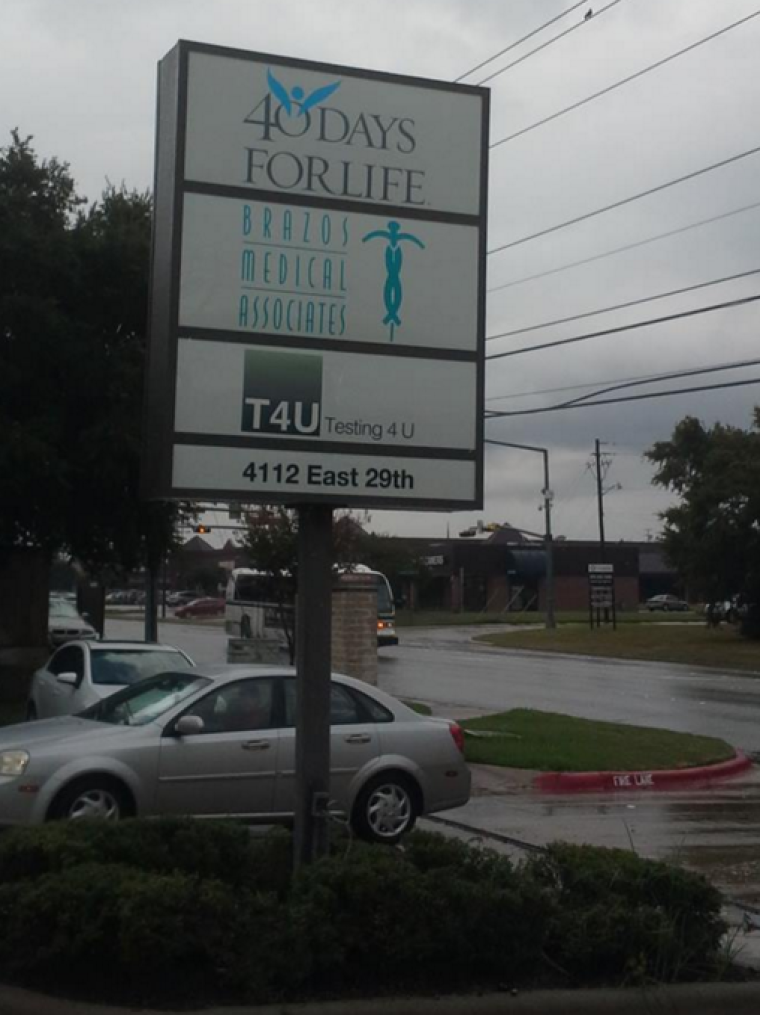 40 DAYS
FOR LIFE
BRAZOS
MEDICAL
ASSOCIATES
T4U Testing 4 U
4112 East 29th
FIRE LANE